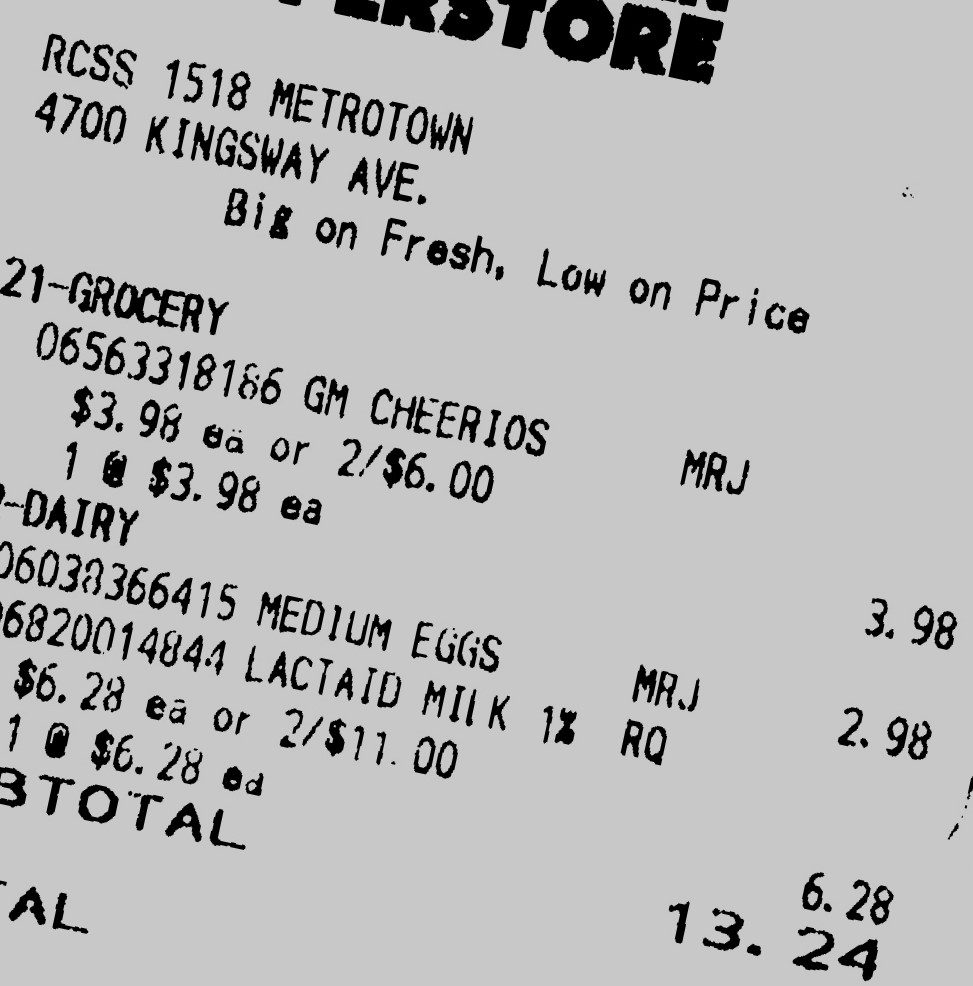 RCSS 1518 METROTOWN
4700 KINGSWAY AVE.
Big on Fresh, Low on Price
21-GROCERY
06563318186 GM CHEERIOS MRJ
$3.98 ea or 2/$6.00
1 @ $3.98 ea 3.98
-DAIRY
06038366415 MEDIUM EGGS MRJ 2.98
06820014844 LACTAID MILK 1% RQ
$6.28 ea or 2/$11.00
1 @ $6.28 ea 6.28
BTOTAL 13.24
TAL